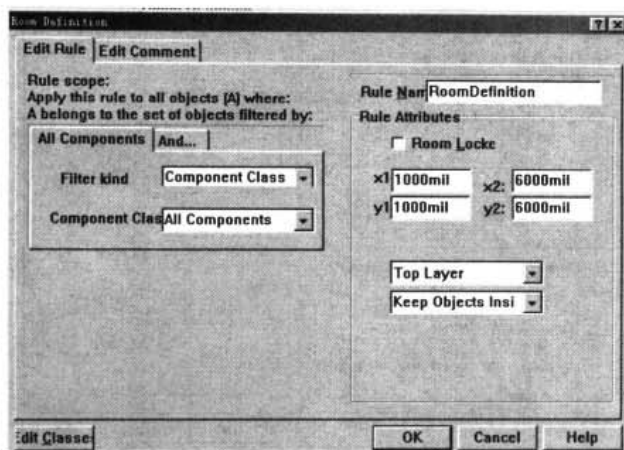 Room Definition
Edit Rule Edit Comment
Rule scope:
Apply this rule to all objects (A) where:
A belongs to the set of objects filtered by:
All Components And...
Filter kind Component Class
Component Clas All Components
Rule Nam RoomDefinition
Rule Attributes
Room Locke
x1 1000mil x2: 6000mil
y1 1000mil y2: 6000mil
Top Layer
Keep Objects Insi
Edit Classe OK Cancel Help